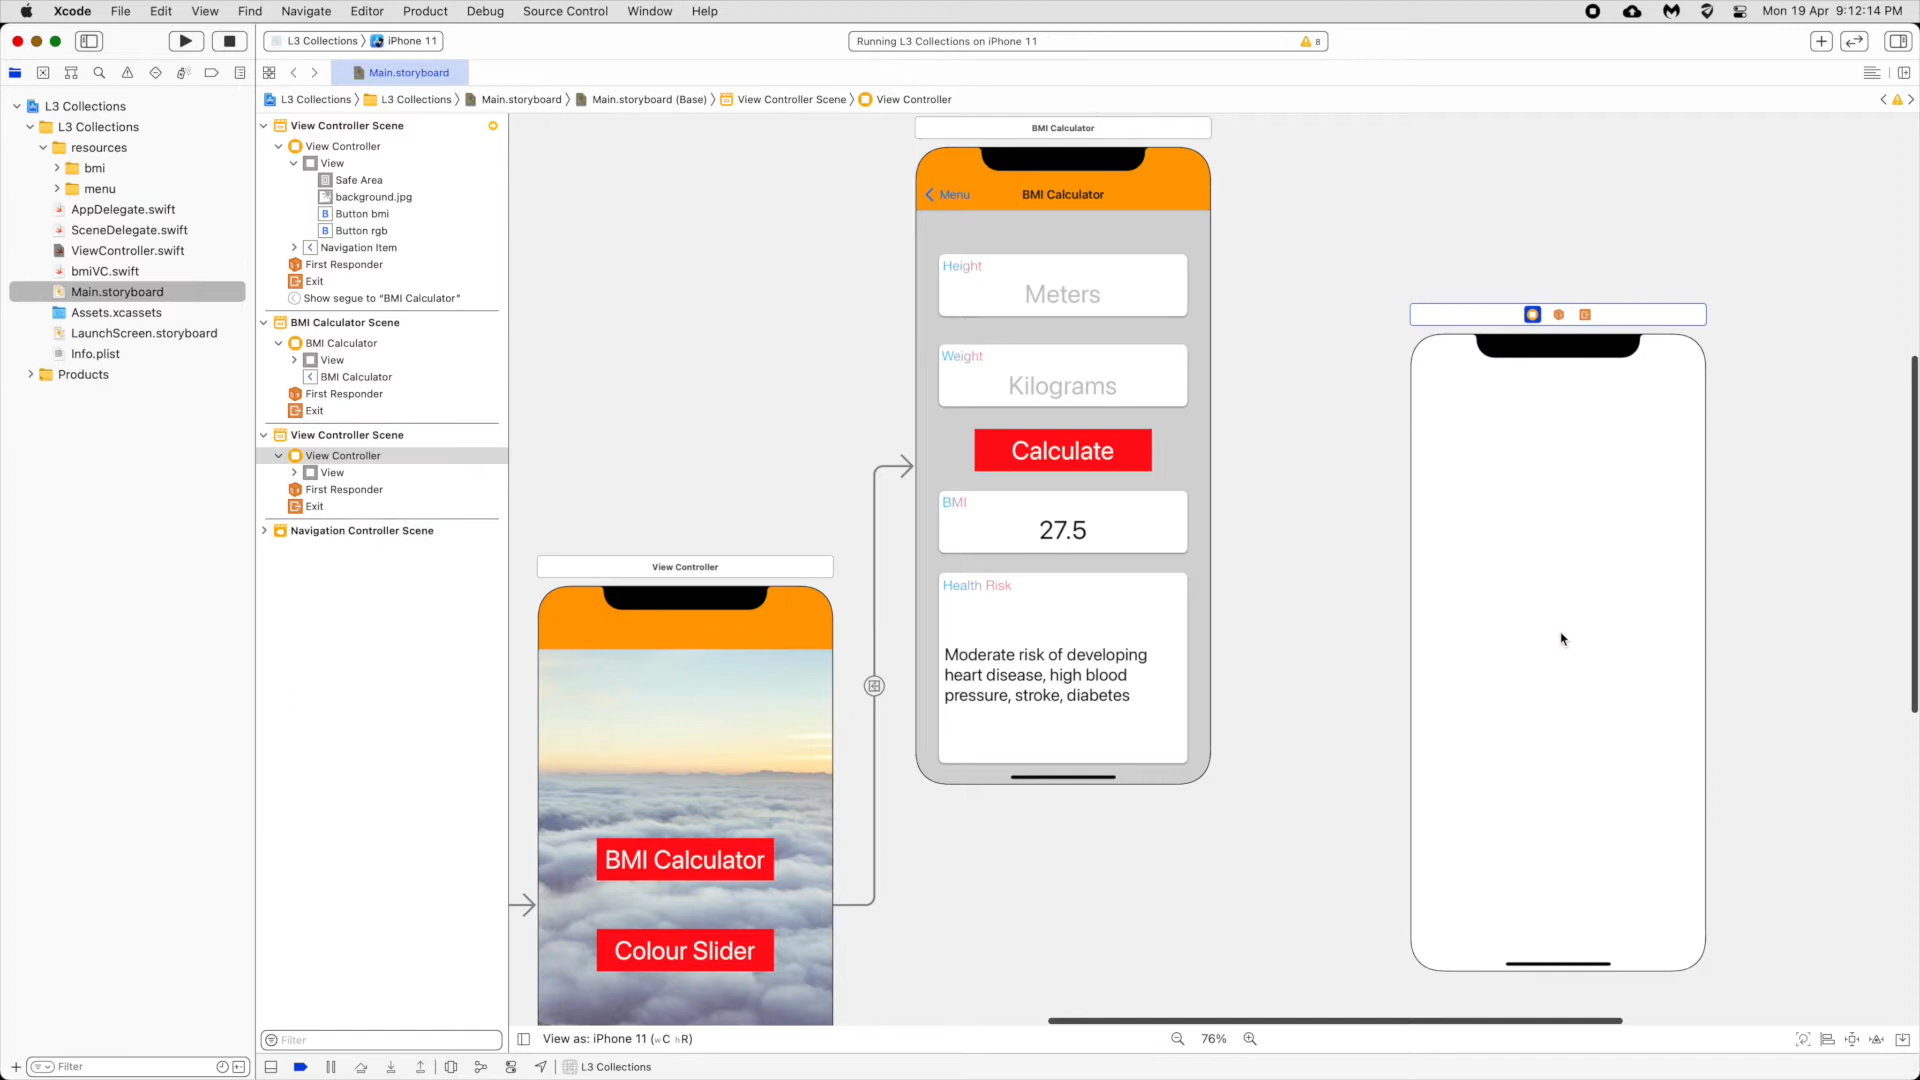 Xcode File Edit View Find Navigate Editor Product Debug Source Control Window Help Mon 19 Apr 9:12:14 PM
L3 Collections iPhone 11 Running L3 Collections on iPhone 11 8
Main.storyboard
L3 Collections L3 Collections Main.storyboard Main.storyboard (Base) View Controller Scene View Controller
L3 Collections
L3 Collections
resources
bmi
menu
AppDelegate.swift
SceneDelegate.swift
ViewController.swift
bmiVC.swift
Main.storyboard
Assets.xcassets
LaunchScreen.storyboard
Info.plist
Products
View Controller Scene
View Controller
View
Safe Area
background.jpg
B Button bmi
B Button rgb
Navigation Item
First Responder
Exit
Show segue to “BMI Calculator”
BMI Calculator Scene
BMI Calculator
View
BMI Calculator
First Responder
Exit
View Controller Scene
View Controller
View
First Responder
Exit
Navigation Controller Scene
View Controller
BMI Calculator
Colour Slider
BMI Calculator
Menu BMI Calculator
Height
Meters
Weight
Kilograms
Calculate
BMI
27.5
Health Risk
Moderate risk of developing
heart disease, high blood
pressure, stroke, diabetes
Filter
View as: iPhone 11 (wC hR) 76%
Filter
L3 Collections